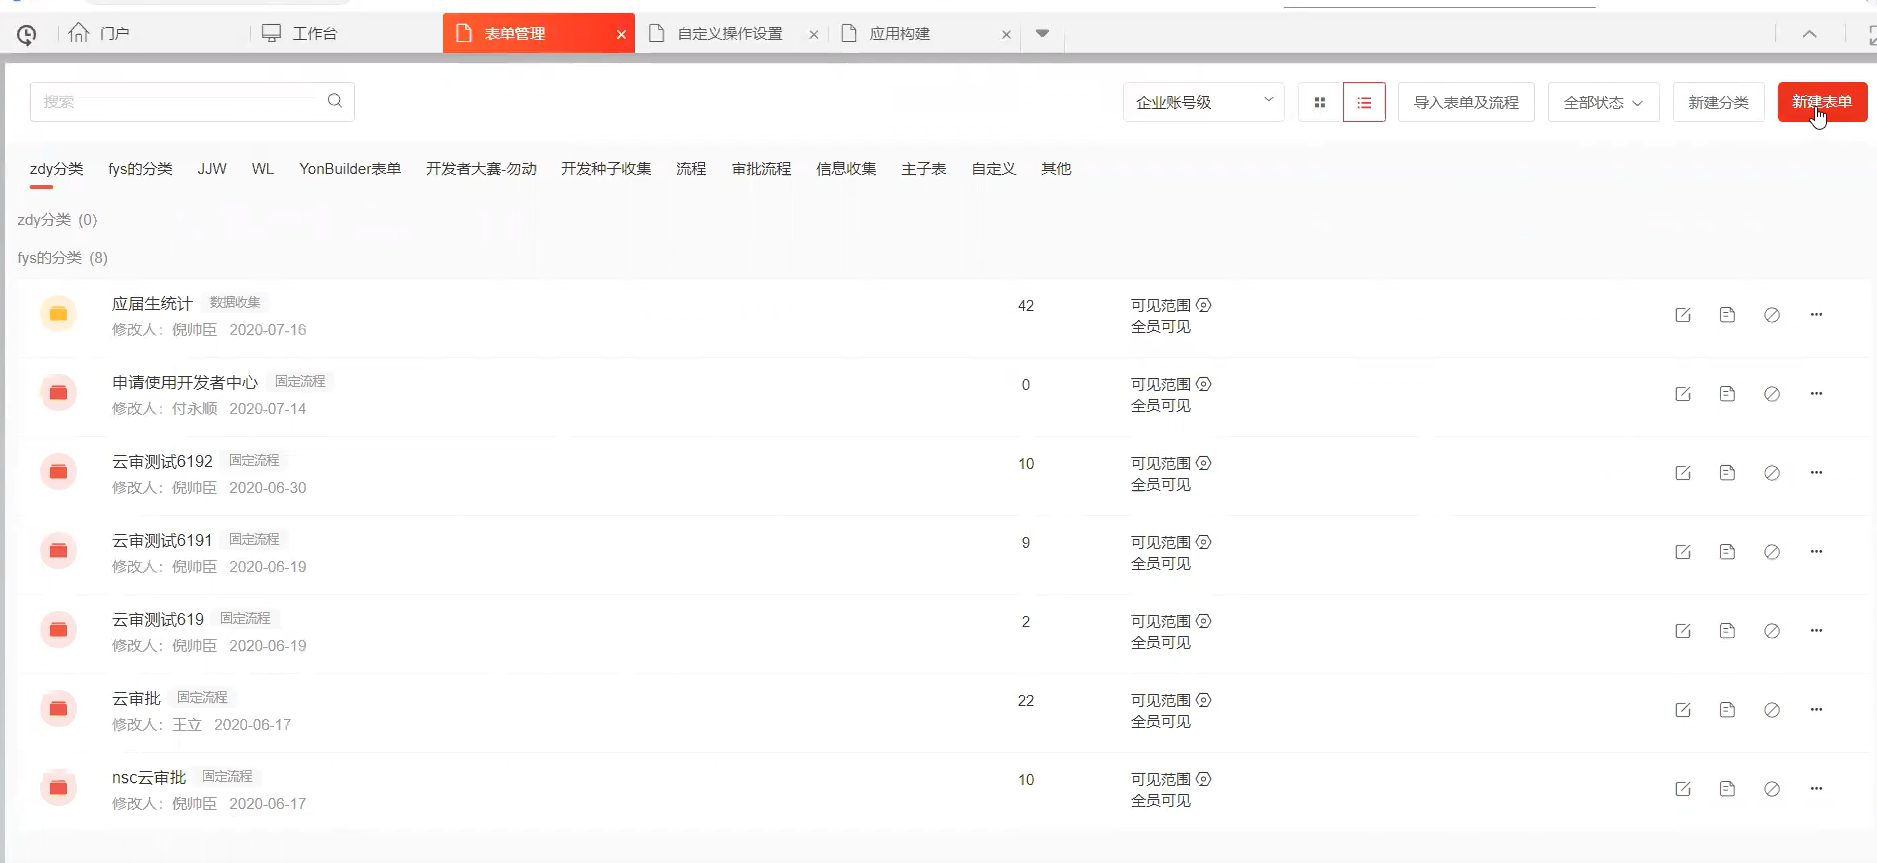 门户 工作台 表单管理 自定义操作设置 应用构建
搜索 企业账号级 导入表单及流程 全部状态 新建分类 新建表单
zdy分类 fys的分类 JJW WL YonBuilder表单 开发者大赛-勿动 开发种子收集 流程 审批流程 信息收集 主子表 自定义 其他
zdy分类 (0)
fys的分类 (8)
应届生统计 数据收集 42 可见范围
修改人：倪帅臣 2020-07-16 全员可见
申请使用开发者中心 固定流程 0 可见范围
修改人：付永顺 2020-07-14 全员可见
云审测试6192 固定流程 10 可见范围
修改人：倪帅臣 2020-06-30 全员可见
云审测试6191 固定流程 9 可见范围
修改人：倪帅臣 2020-06-19 全员可见
云审测试619 固定流程 2 可见范围
修改人：倪帅臣 2020-06-19 全员可见
云审批 固定流程 22 可见范围
修改人：王立 2020-06-17 全员可见
nsc云审批 固定流程 10 可见范围
修改人：倪帅臣 2020-06-17 全员可见